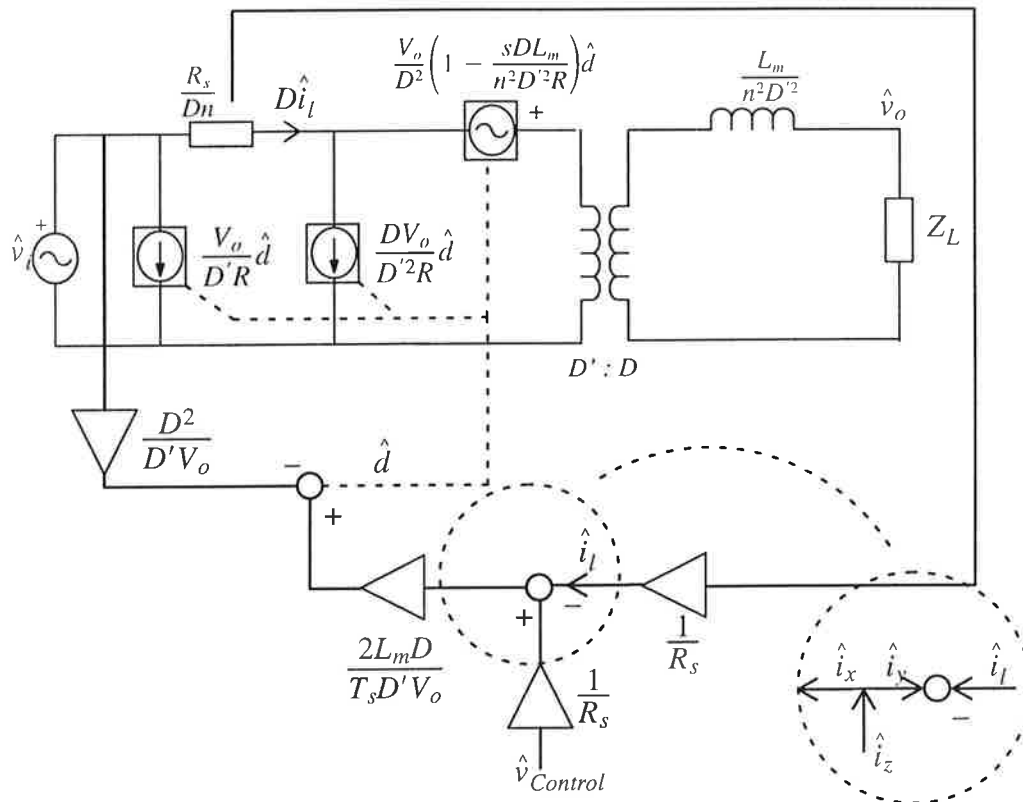 R_s/Dn
Dî_l
V_o/D^2 (1 − sDL_m/(n^2D'^2R)) d̂
+
L_m/(n^2D'^2)
v̂_o
+
v̂_i
V_o/(D'R) d̂
DV_o/(D'^2R) d̂
Z_L
D' : D
D^2/(D'V_o)
−
d̂
+
î_l
+
−
2L_mD/(T_sD'V_o)
1/R_s
1/R_s
v̂_Control
î_x
î_y
î_l
−
î_z